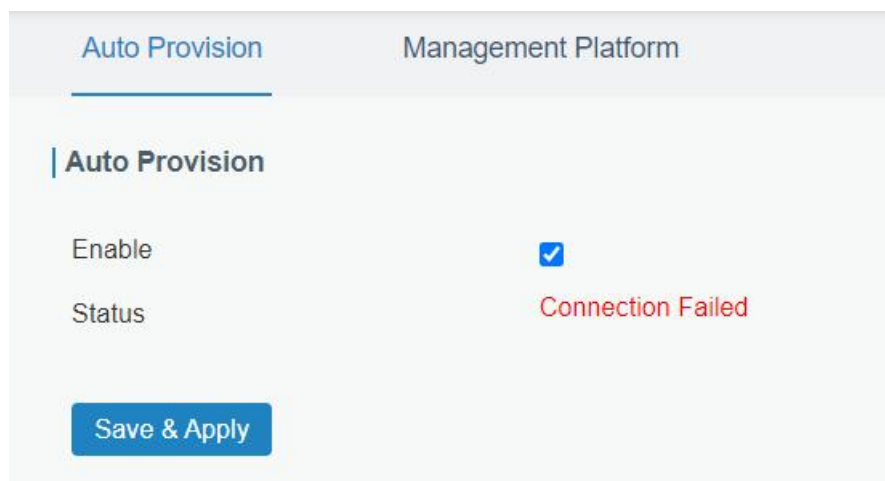 Auto Provision Management Platform
Auto Provision
Enable
Status Connection Failed
Save & Apply